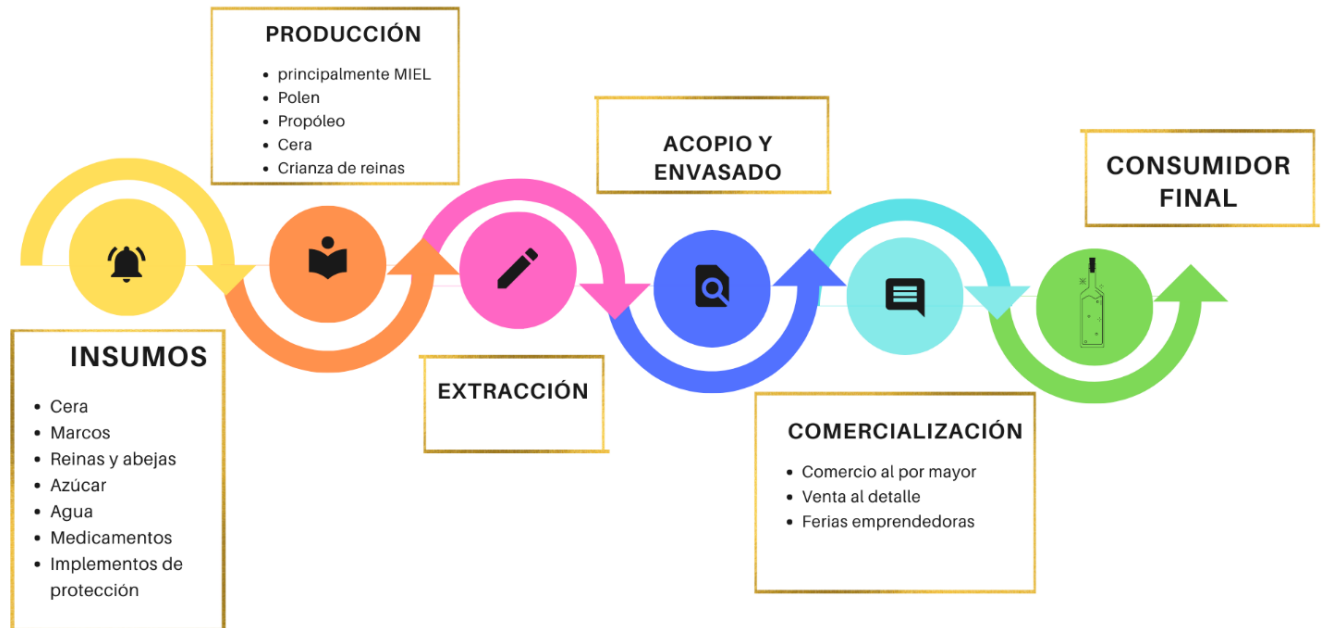 PRODUCCIÓN
• principalmente MIEL
• Polen
• Propóleo
• Cera
• Crianza de reinas
ACOPIO Y
ENVASADO
CONSUMIDOR
FINAL
INSUMOS
• Cera
• Marcos
• Reinas y abejas
• Azúcar
• Agua
• Medicamentos
• Implementos de
protección
EXTRACCIÓN
COMERCIALIZACIÓN
• Comercio al por mayor
• Venta al detalle
• Ferias emprendedoras